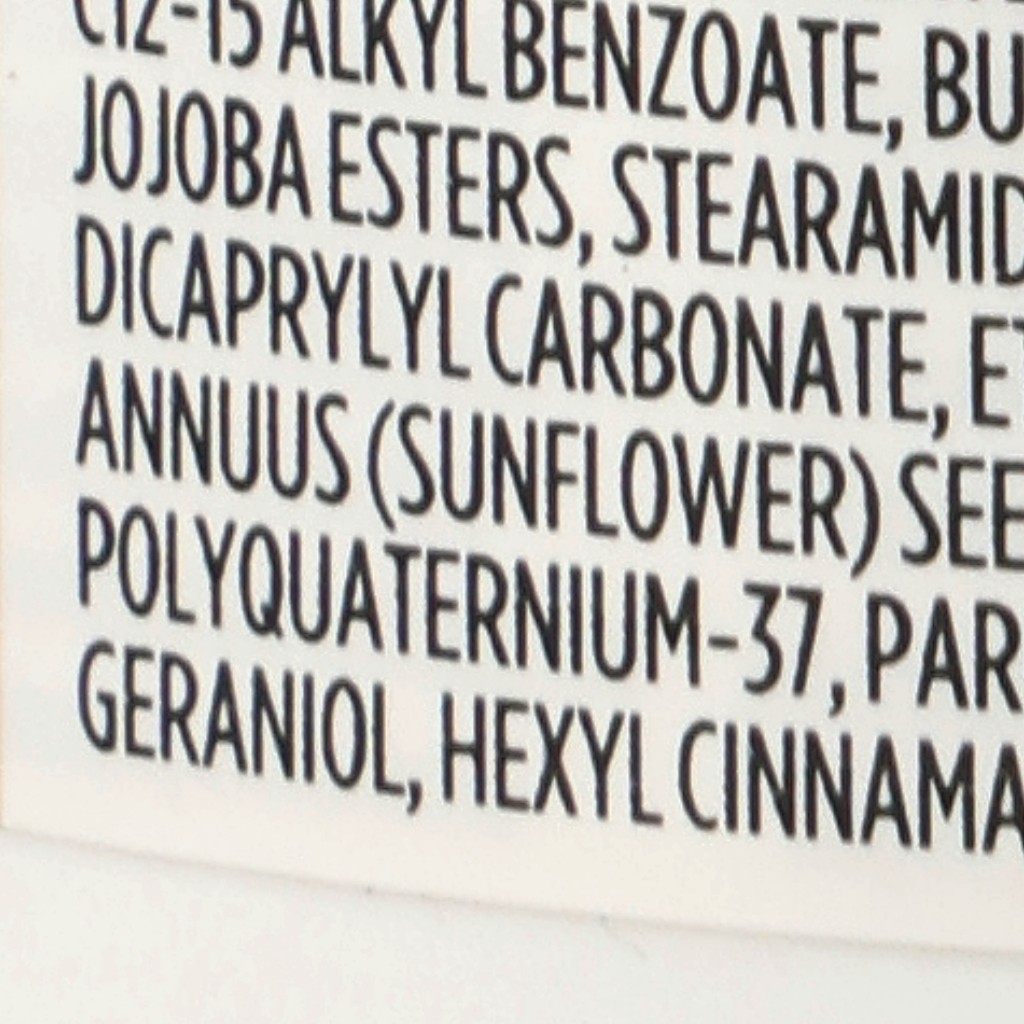 C12-15 ALKYL BENZOATE, BU
JOJOBA ESTERS, STEARAMID
DICAPRYLYL CARBONATE, ET
ANNUUS (SUNFLOWER) SEE
POLYQUATERNIUM-37, PAR
GERANIOL, HEXYL CINNAMA